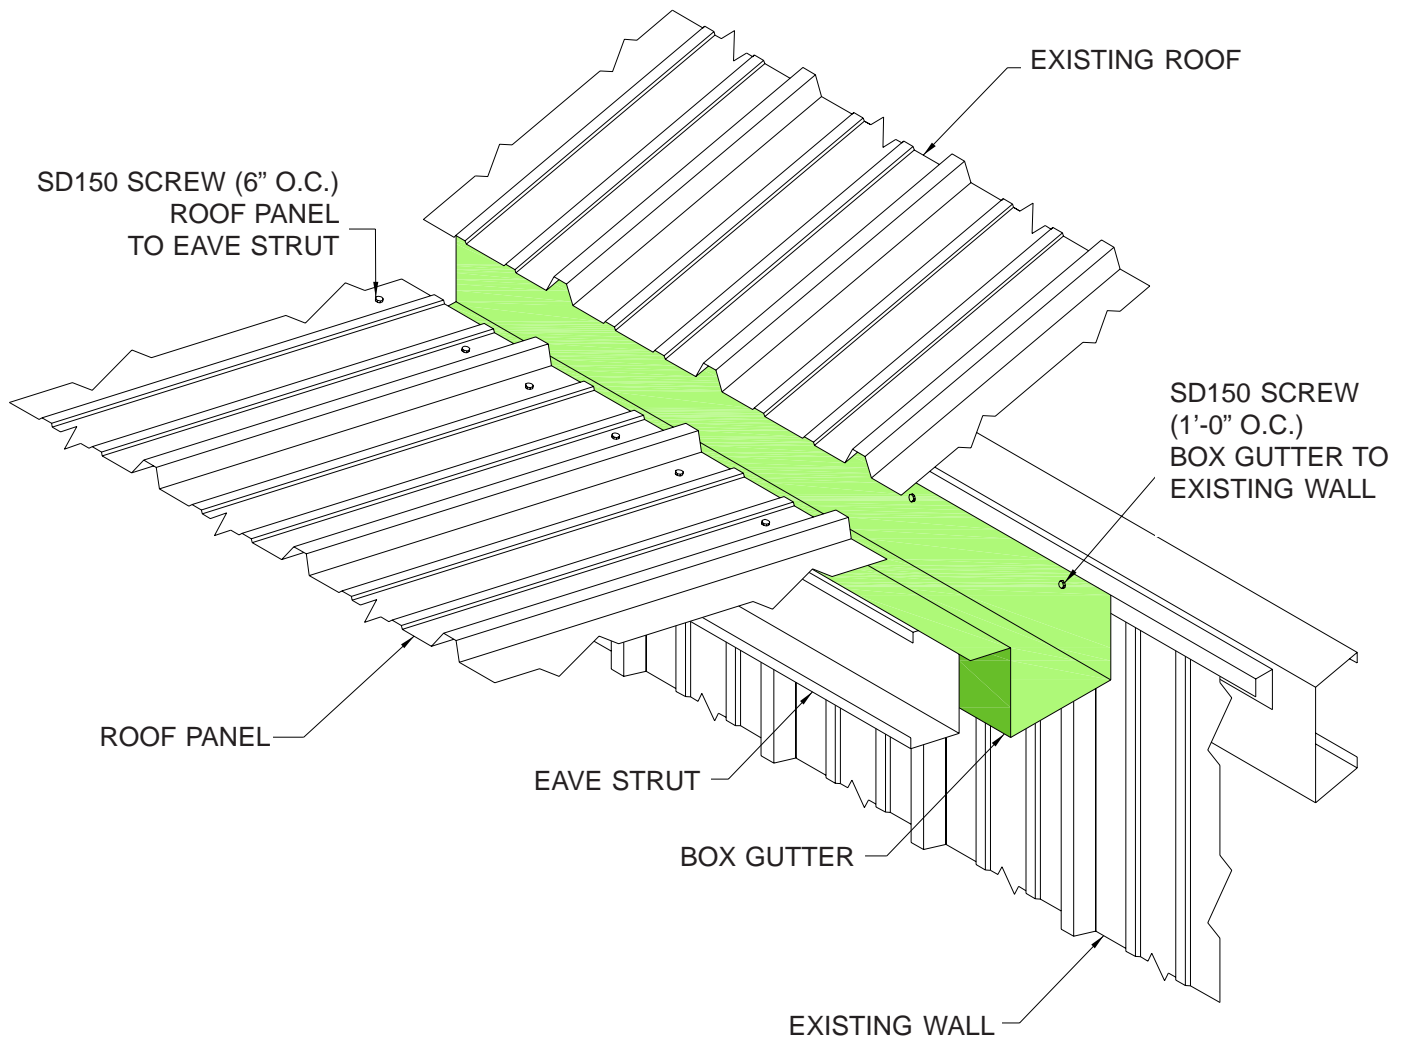 EXISTING ROOF
SD150 SCREW (6” O.C.)
ROOF PANEL
TO EAVE STRUT
SD150 SCREW
(1’-0” O.C.)
BOX GUTTER TO
EXISTING WALL
ROOF PANEL
EAVE STRUT
BOX GUTTER
EXISTING WALL